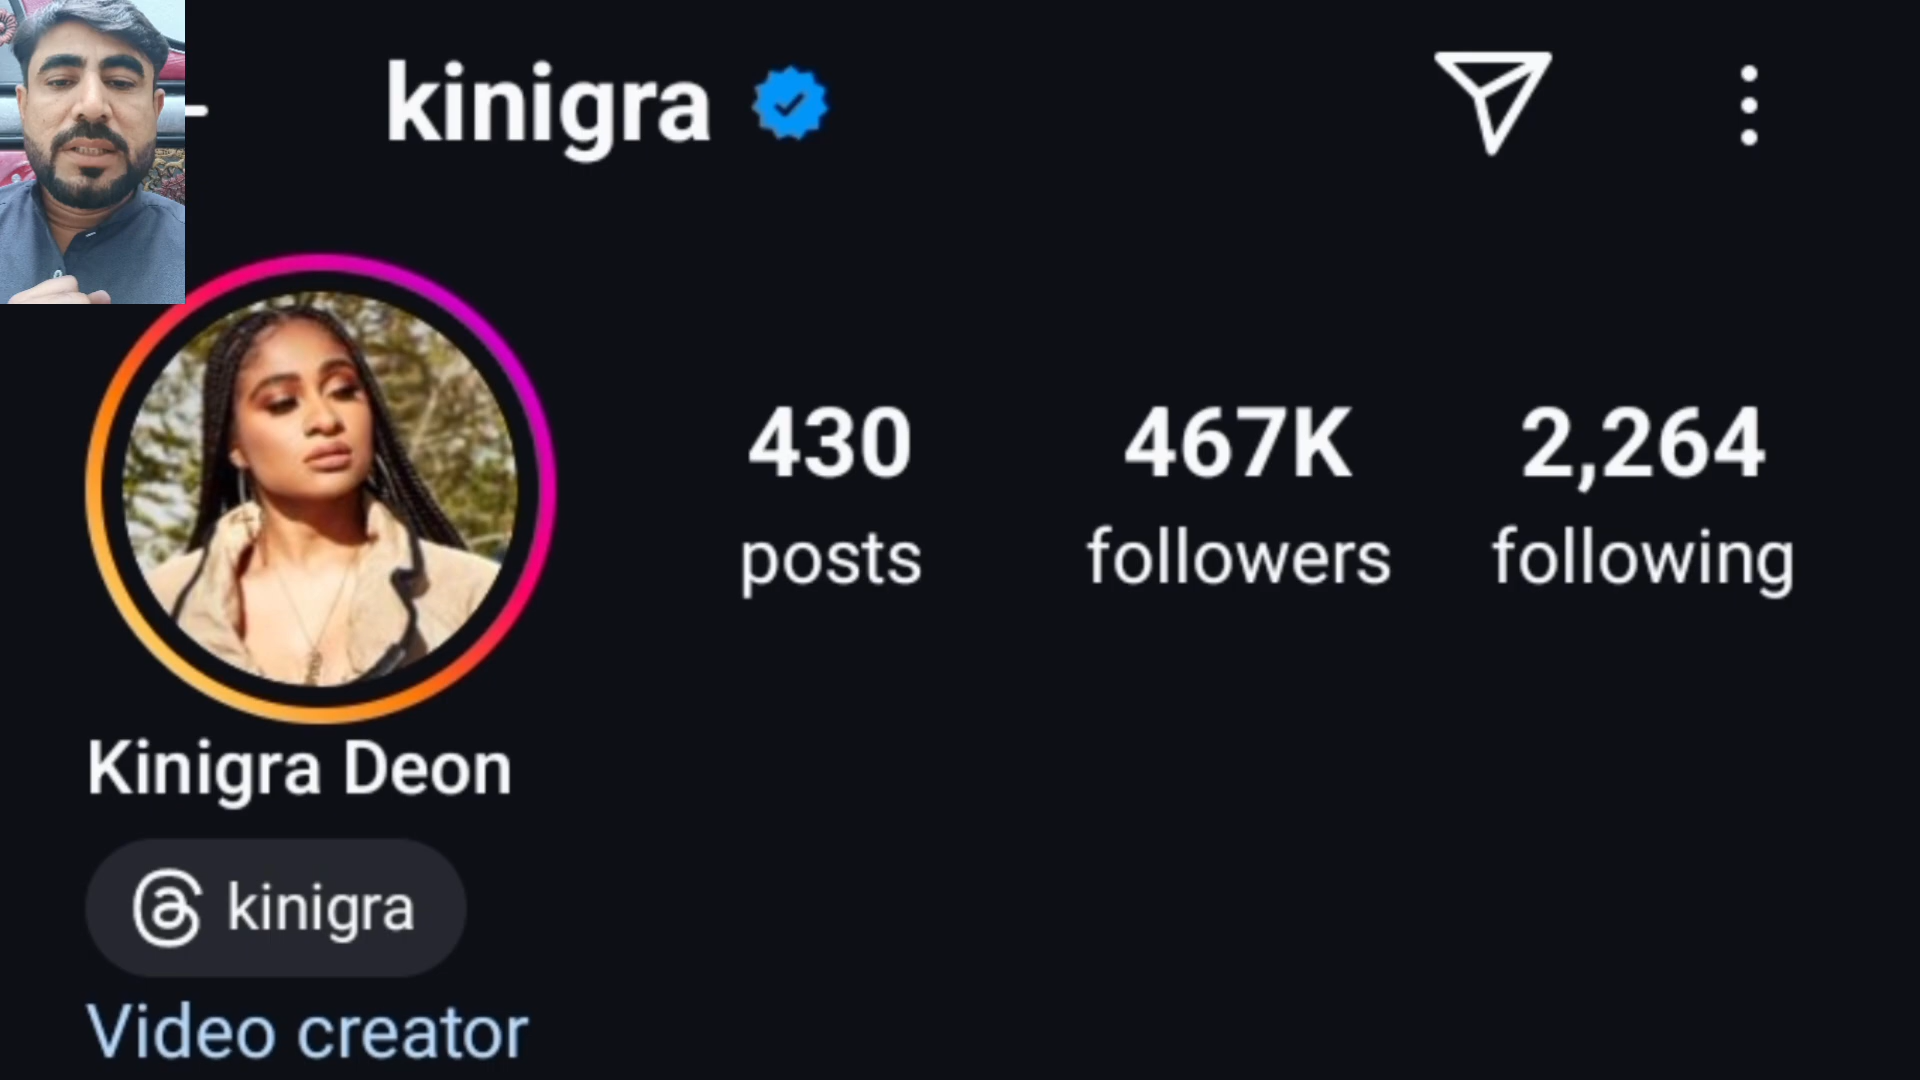 kinigra
430 467K 2,264
posts followers following
Kinigra Deon
kinigra
Video creator